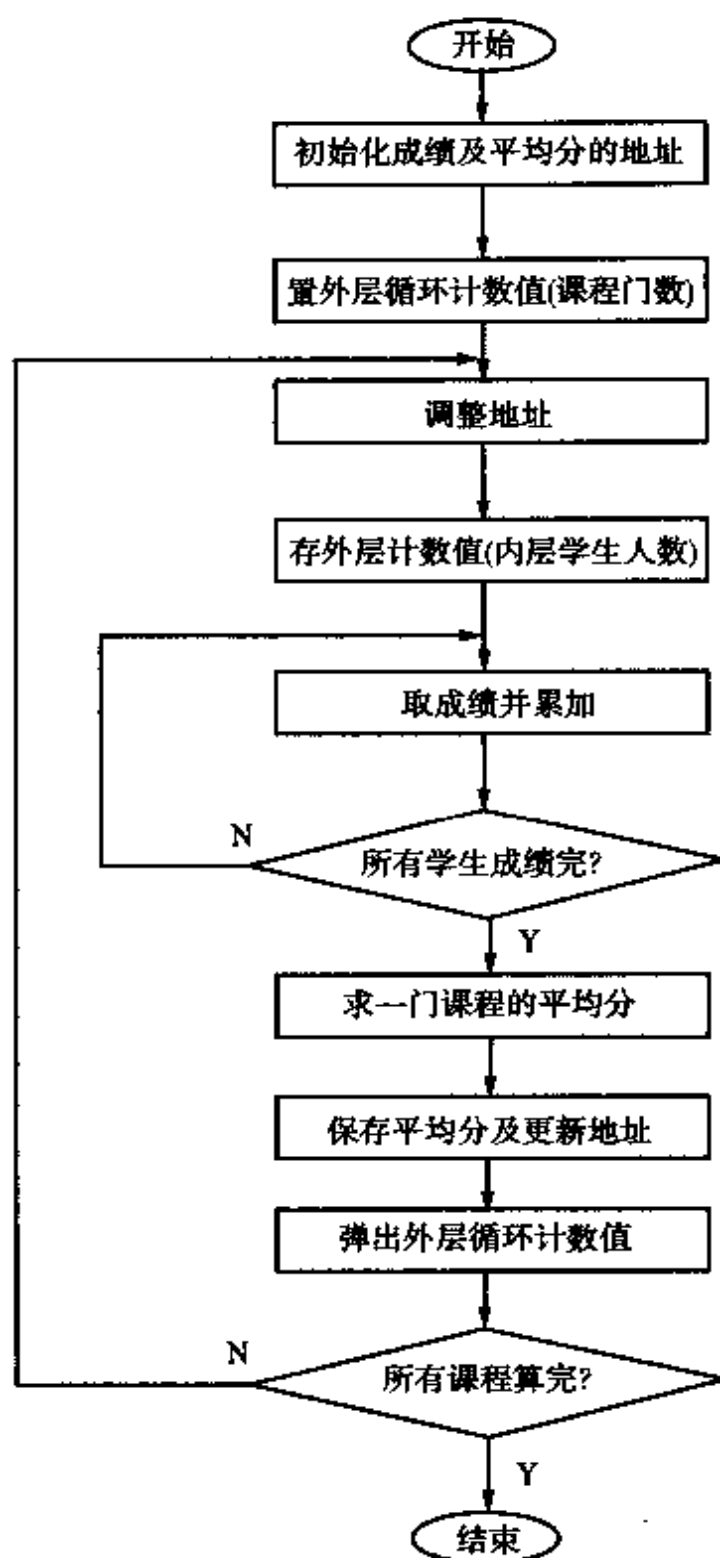 开始
初始化成绩及平均分的地址
置外层循环计数值(课程门数)
调整地址
存外层计数值(内层学生人数)
取成绩并累加
N
所有学生成绩完?
Y
求一门课程的平均分
保存平均分及更新地址
弹出外层循环计数值
N
所有课程算完?
Y
结束